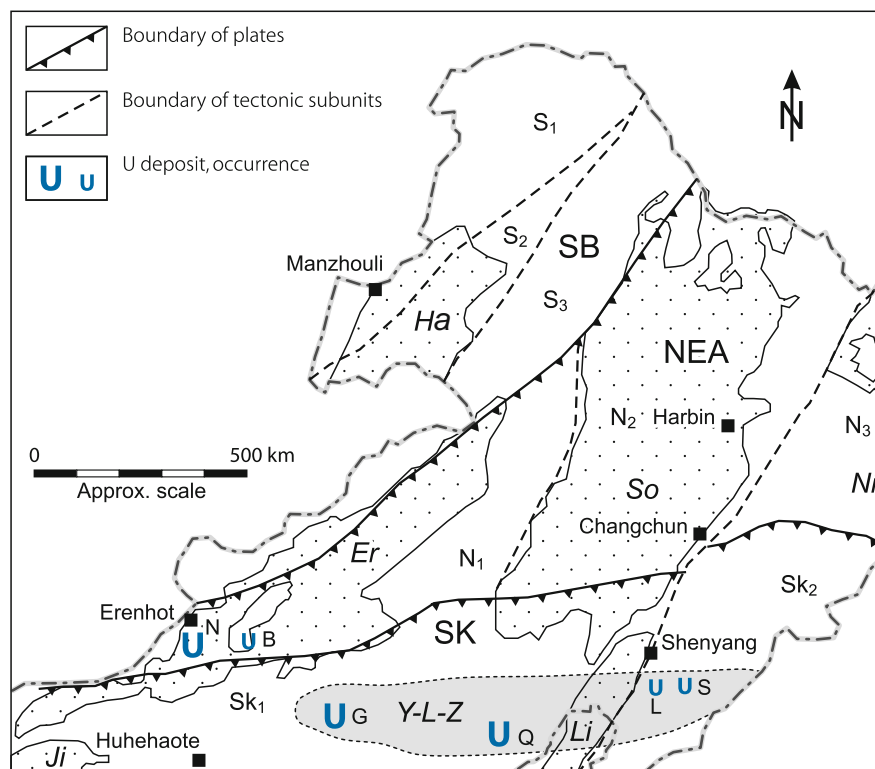 Boundary of plates
Boundary of tectonic subunits
U U
U deposit, occurrence
N
S₁
S₂
SB
Manzhouli
S₃
Ha
NEA
N₂
Harbin
N₃
0 500 km
Approx. scale
So
Changchun
Er
N₁
Sk₂
Erenhot
N
U
U B
SK
Shenyang
Sk₁
U U S
L
U G
Y-L-Z
U Q
Li
Huhehaote
Ji